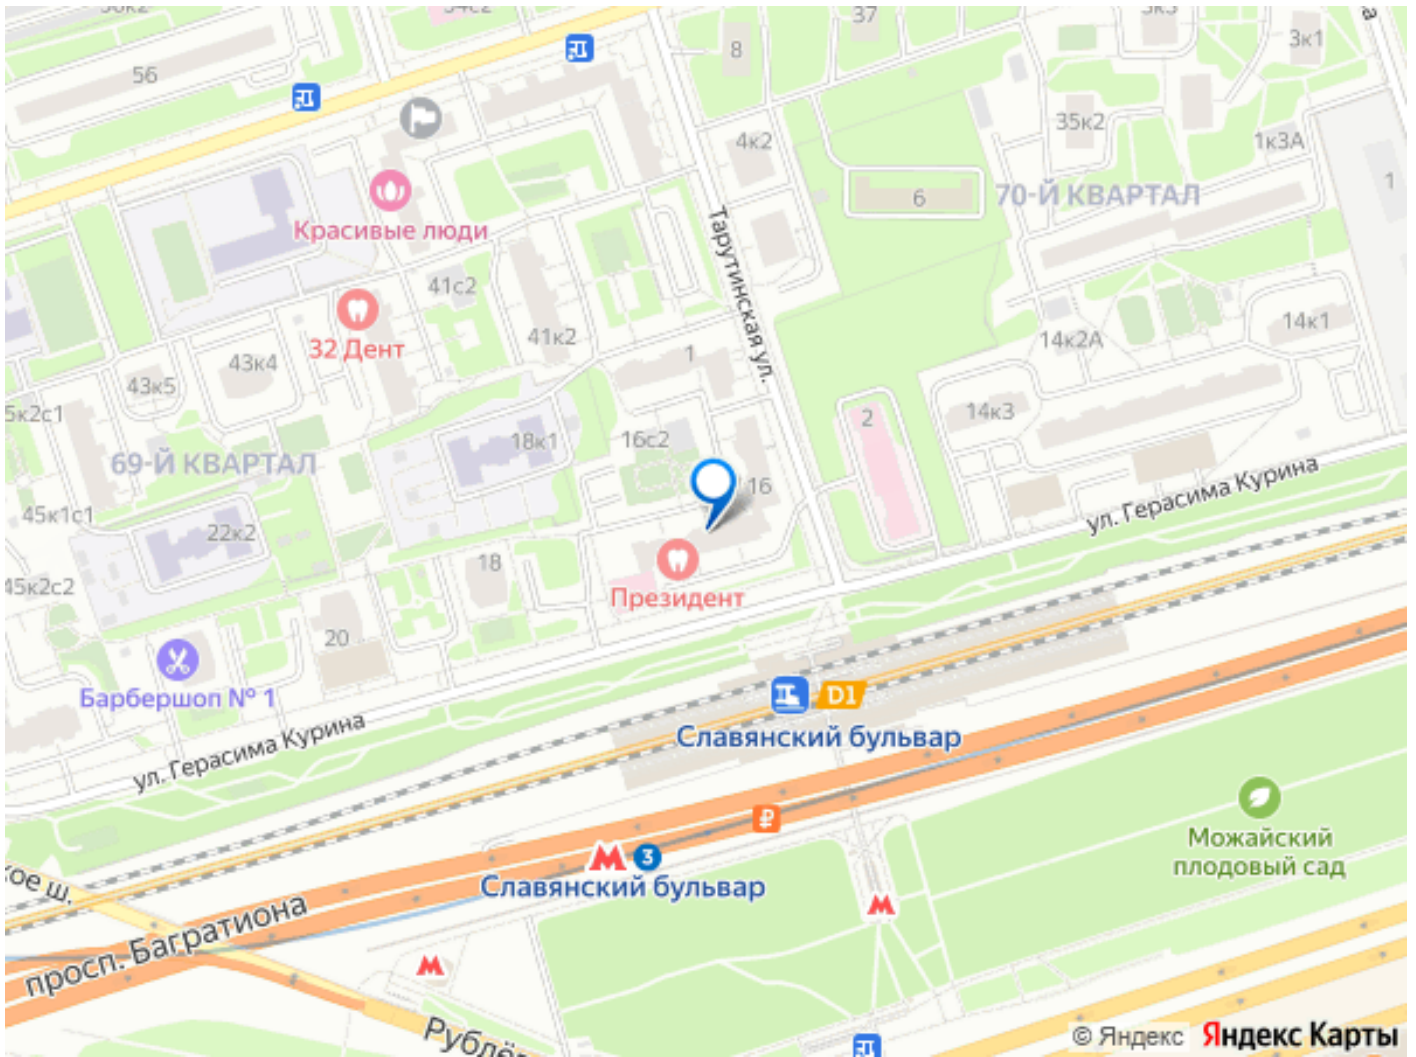 56
37
8
3к1
35к2
4к2
1к3А
1
6
70-Й КВАРТАЛ
Красивые люди
Тарутинская ул.
41с2
41к2
32 Дент
43к4
43к5
1
14к2А
14к1
14к3
2
16с2
18к1
69-Й КВАРТАЛ
16
ул. Герасима Курина
45к1с1
22к2
18
45к2с2
Президент
20
Барбершоп № 1
D1
Славянский бульвар
ул. Герасима Курина
₽
Можайский
плодовый сад
М 3
Славянский бульвар
М
просп. Багратиона
М
© Яндекс Яндекс Карты